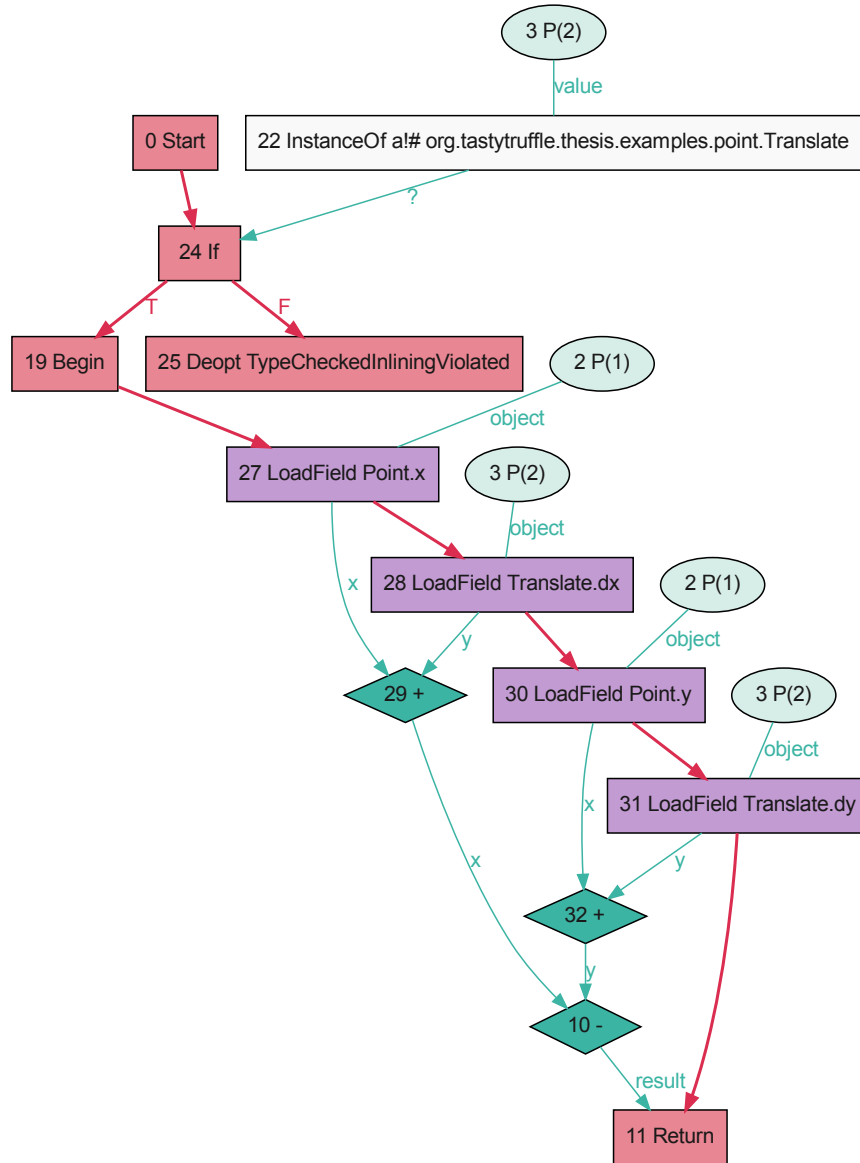 3 P(2)
value
0 Start
22 InstanceOf a!# org.tastytruffle.thesis.examples.point.Translate
?
24 If
T
F
19 Begin
25 Deopt TypeCheckedInliningViolated
2 P(1)
object
27 LoadField Point.x
3 P(2)
object
x
28 LoadField Translate.dx
2 P(1)
y
object
29 +
30 LoadField Point.y
3 P(2)
object
x
31 LoadField Translate.dy
x
y
32 +
y
10 -
result
11 Return